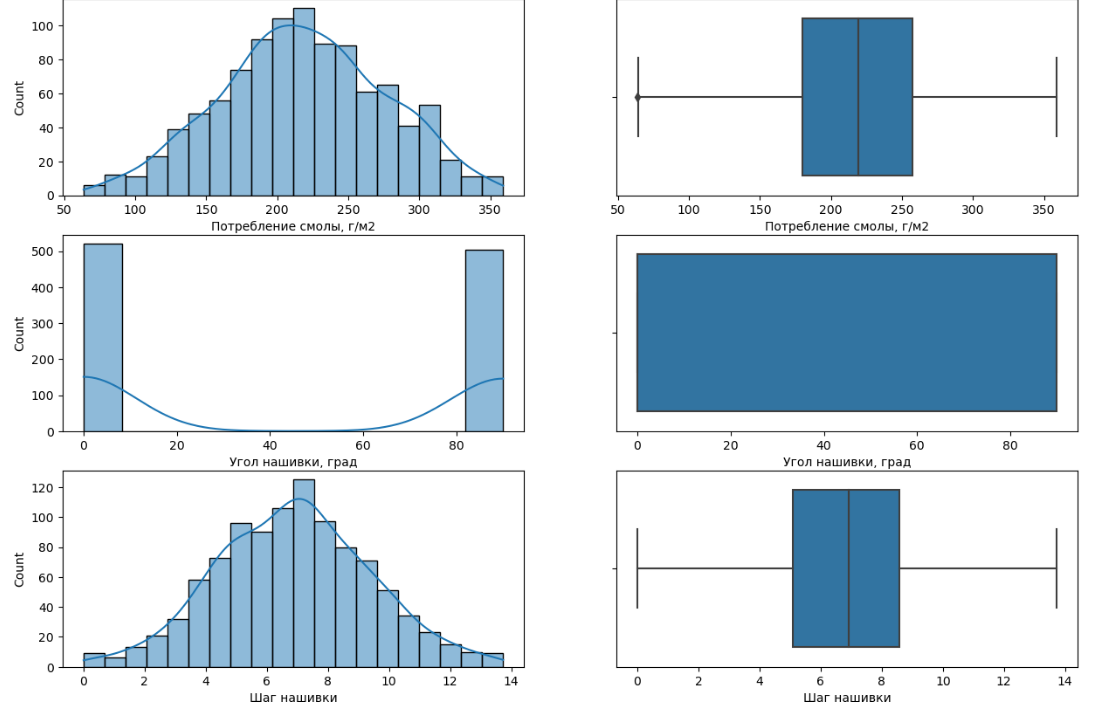 100
80
60
40
20
0
Count
50 100 150 200 250 300 350
Потребление смолы, г/м2
50 100 150 200 250 300 350
Потребление смолы, г/м2
500
400
300
200
100
0
Count
0 20 40 60 80
Угол нашивки, град
0 20 40 60 80
Угол нашивки, град
120
100
80
60
40
20
0
Count
0 2 4 6 8 10 12 14
Шаг нашивки
0 2 4 6 8 10 12 14
Шаг нашивки